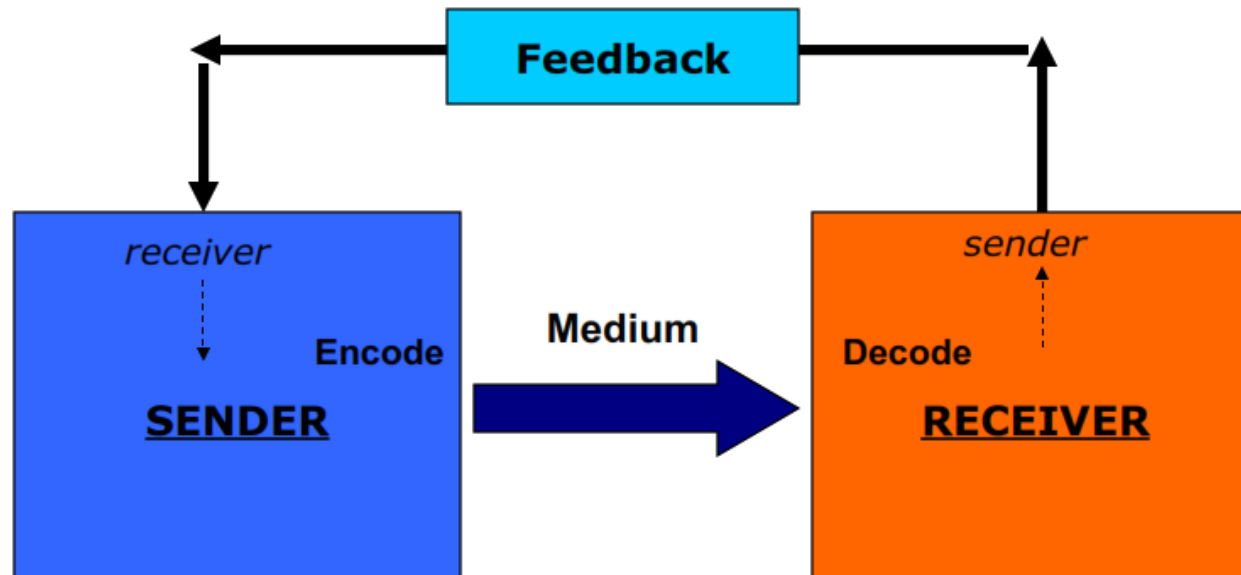 Feedback
receiver
sender
Medium
Encode
Decode
SENDER
RECEIVER